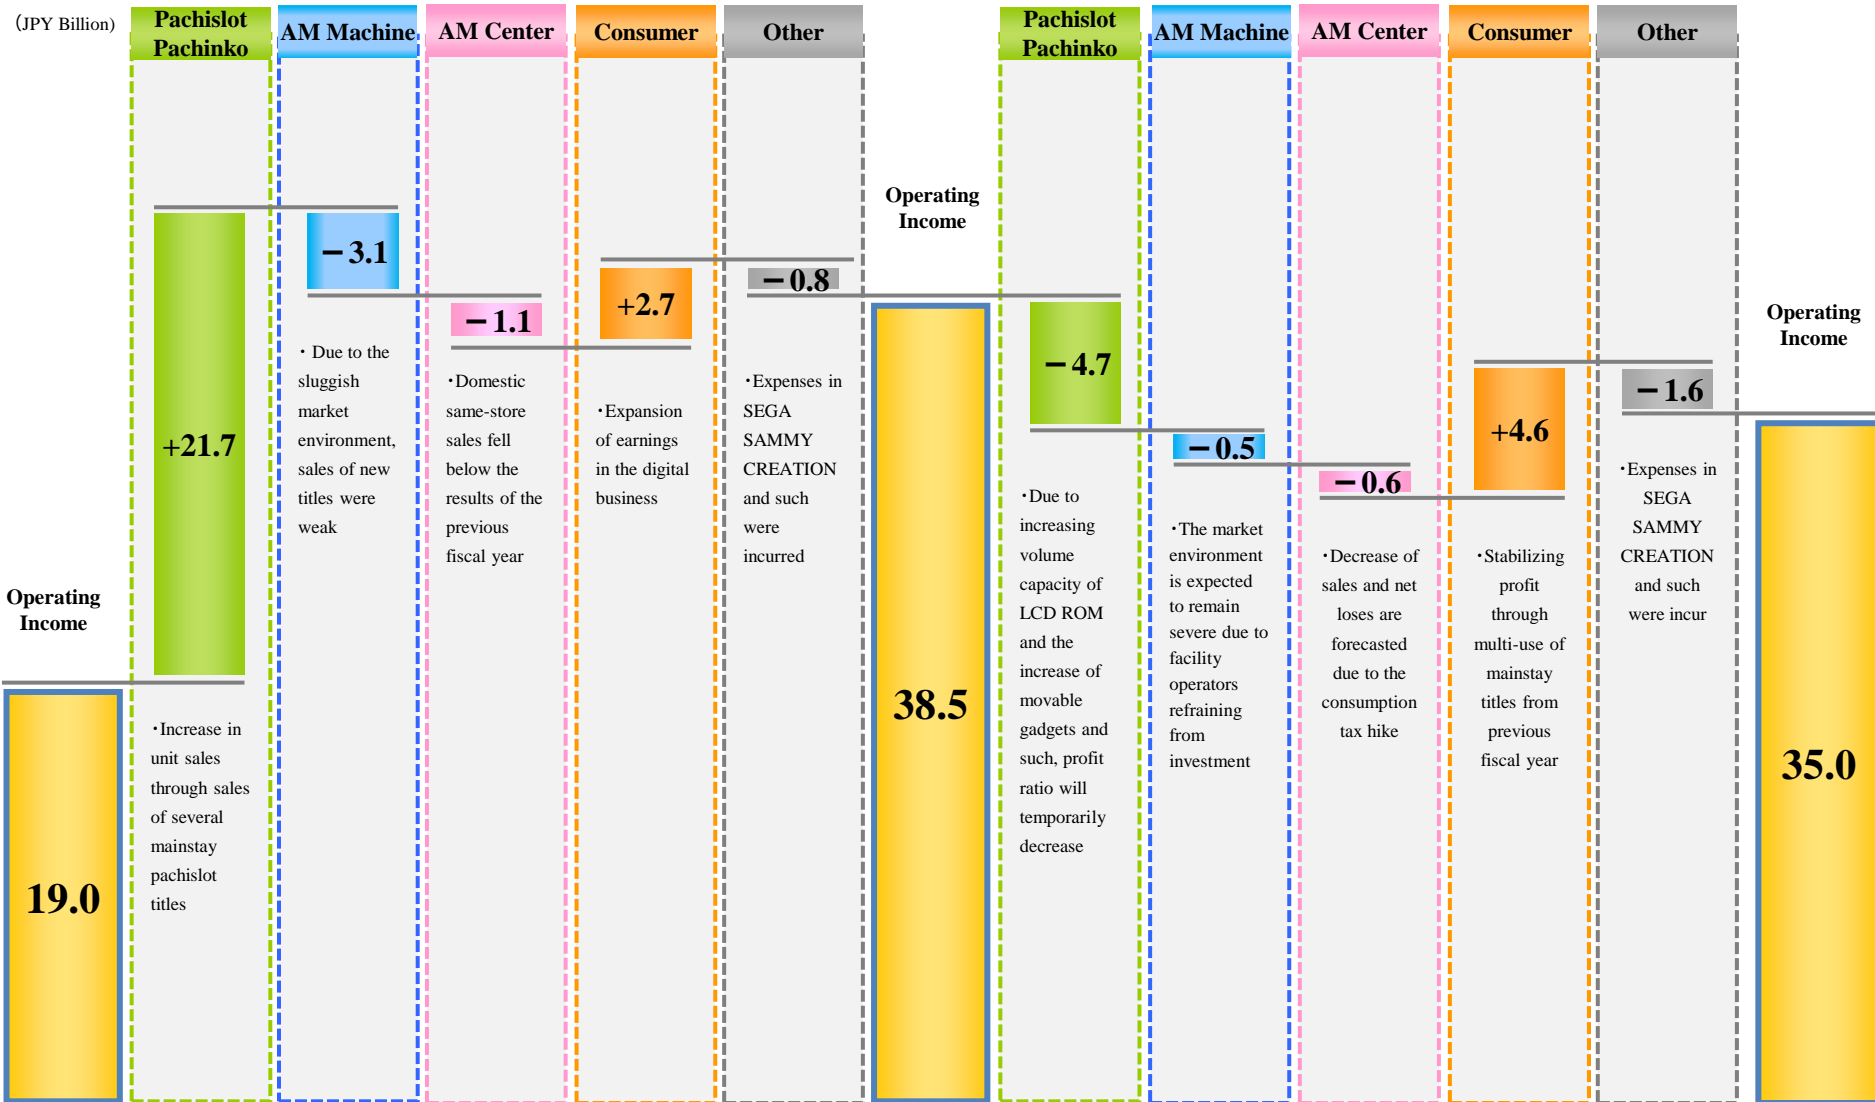 (JPY Billion)
Pachislot
Pachinko
AM Machine
AM Center
Consumer
Other
Pachislot
Pachinko
AM Machine
AM Center
Consumer
Other
Operating
Income
19.0
+21.7
・Increase in
unit sales
through sales
of several
mainstay
pachislot
titles
－3.1
・ Due to the
sluggish
market
environment,
sales of new
titles were
weak
－1.1
・Domestic
same-store
sales fell
below the
results of the
previous
fiscal year
+2.7
・Expansion
of earnings
in the digital
business
－0.8
・Expenses in
SEGA
SAMMY
CREATION
and such
were
incurred
Operating
Income
38.5
－4.7
・Due to
increasing
volume
capacity of
LCD ROM
and the
increase of
movable
gadgets and
such, profit
ratio will
temporarily
decrease
－0.5
・The market
environment
is expected
to remain
severe due to
facility
operators
refraining
from
investment
－0.6
・Decrease of
sales and net
loses are
forecasted
due to the
consumption
tax hike
+4.6
・Stabilizing
profit
through
multi-use of
mainstay
titles from
previous
fiscal year
－1.6
・Expenses in
SEGA
SAMMY
CREATION
and such
were incur
Operating
Income
35.0